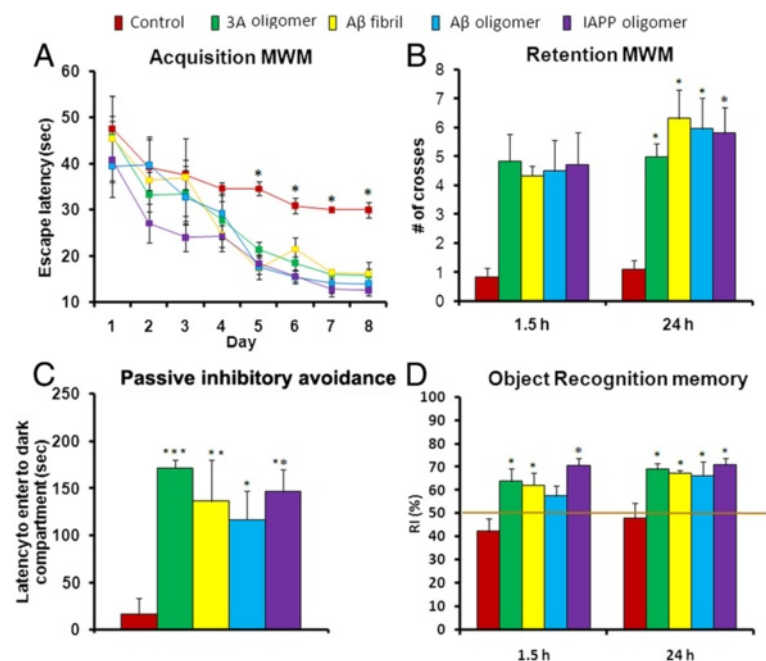 Control 3A oligomer Aβ fibril Aβ oligomer IAPP oligomer
A Acquisition MWM
Escape latency (sec)
60
50
40
30
20
10
* * * *
1 2 3 4 5 6 7 8
Day
B Retention MWM
# of crosses
8
7
6
5
4
3
2
1
0
* * * *
1.5 h 24 h
C Passive inhibitory avoidance
Latency to enter to dark
compartment (sec)
250
200
150
100
50
0
*** ** * **
D Object Recognition memory
RI (%)
100
90
80
70
60
50
40
30
20
10
0
* * * * * * *
1.5 h 24 h